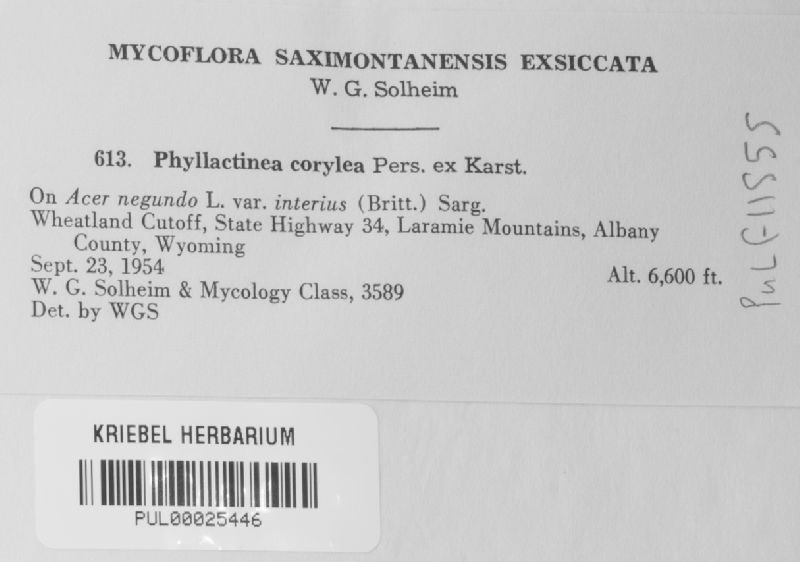 MYCOFLORA SAXIMONTANENSIS EXSICCATA
W. G. Solheim
613. Phyllactinea corylea Pers. ex Karst.
On Acer negundo L. var. interius (Britt.) Sarg.
Wheatland Cutoff, State Highway 34, Laramie Mountains, Albany
County, Wyoming
Sept. 23, 1954
Alt. 6,600 ft.
W. G. Solheim & Mycology Class, 3589
Det. by WGS
PuL F11555
KRIEBEL HERBARIUM
PUL00025446